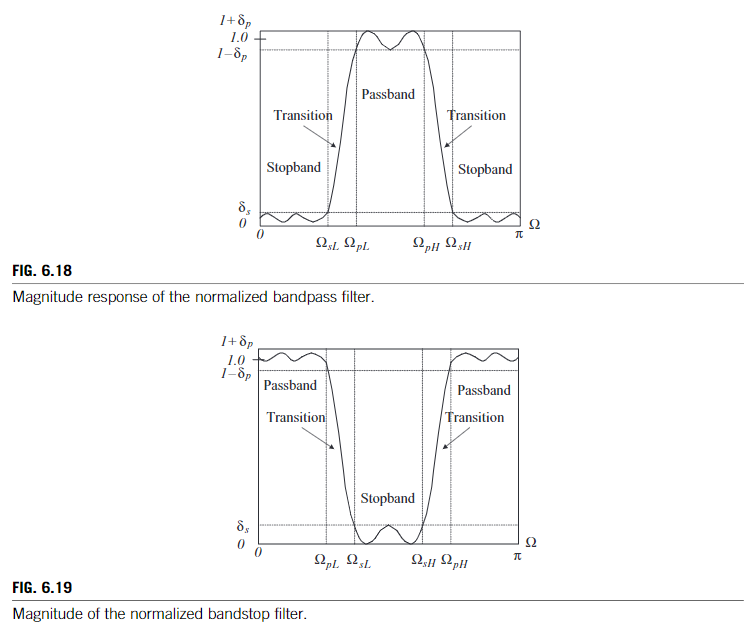 1+δp
1.0
1–δp
Passband
Transition
Transition
Stopband
Stopband
δs
0
0
π
Ω
ΩsL ΩpL
ΩpH ΩsH
FIG. 6.18
Magnitude response of the normalized bandpass filter.
1+δp
1.0
1–δp
Passband
Passband
Transition
Transition
Stopband
δs
0
0
π
Ω
ΩpL ΩsL
ΩsH ΩpH
FIG. 6.19
Magnitude of the normalized bandstop filter.